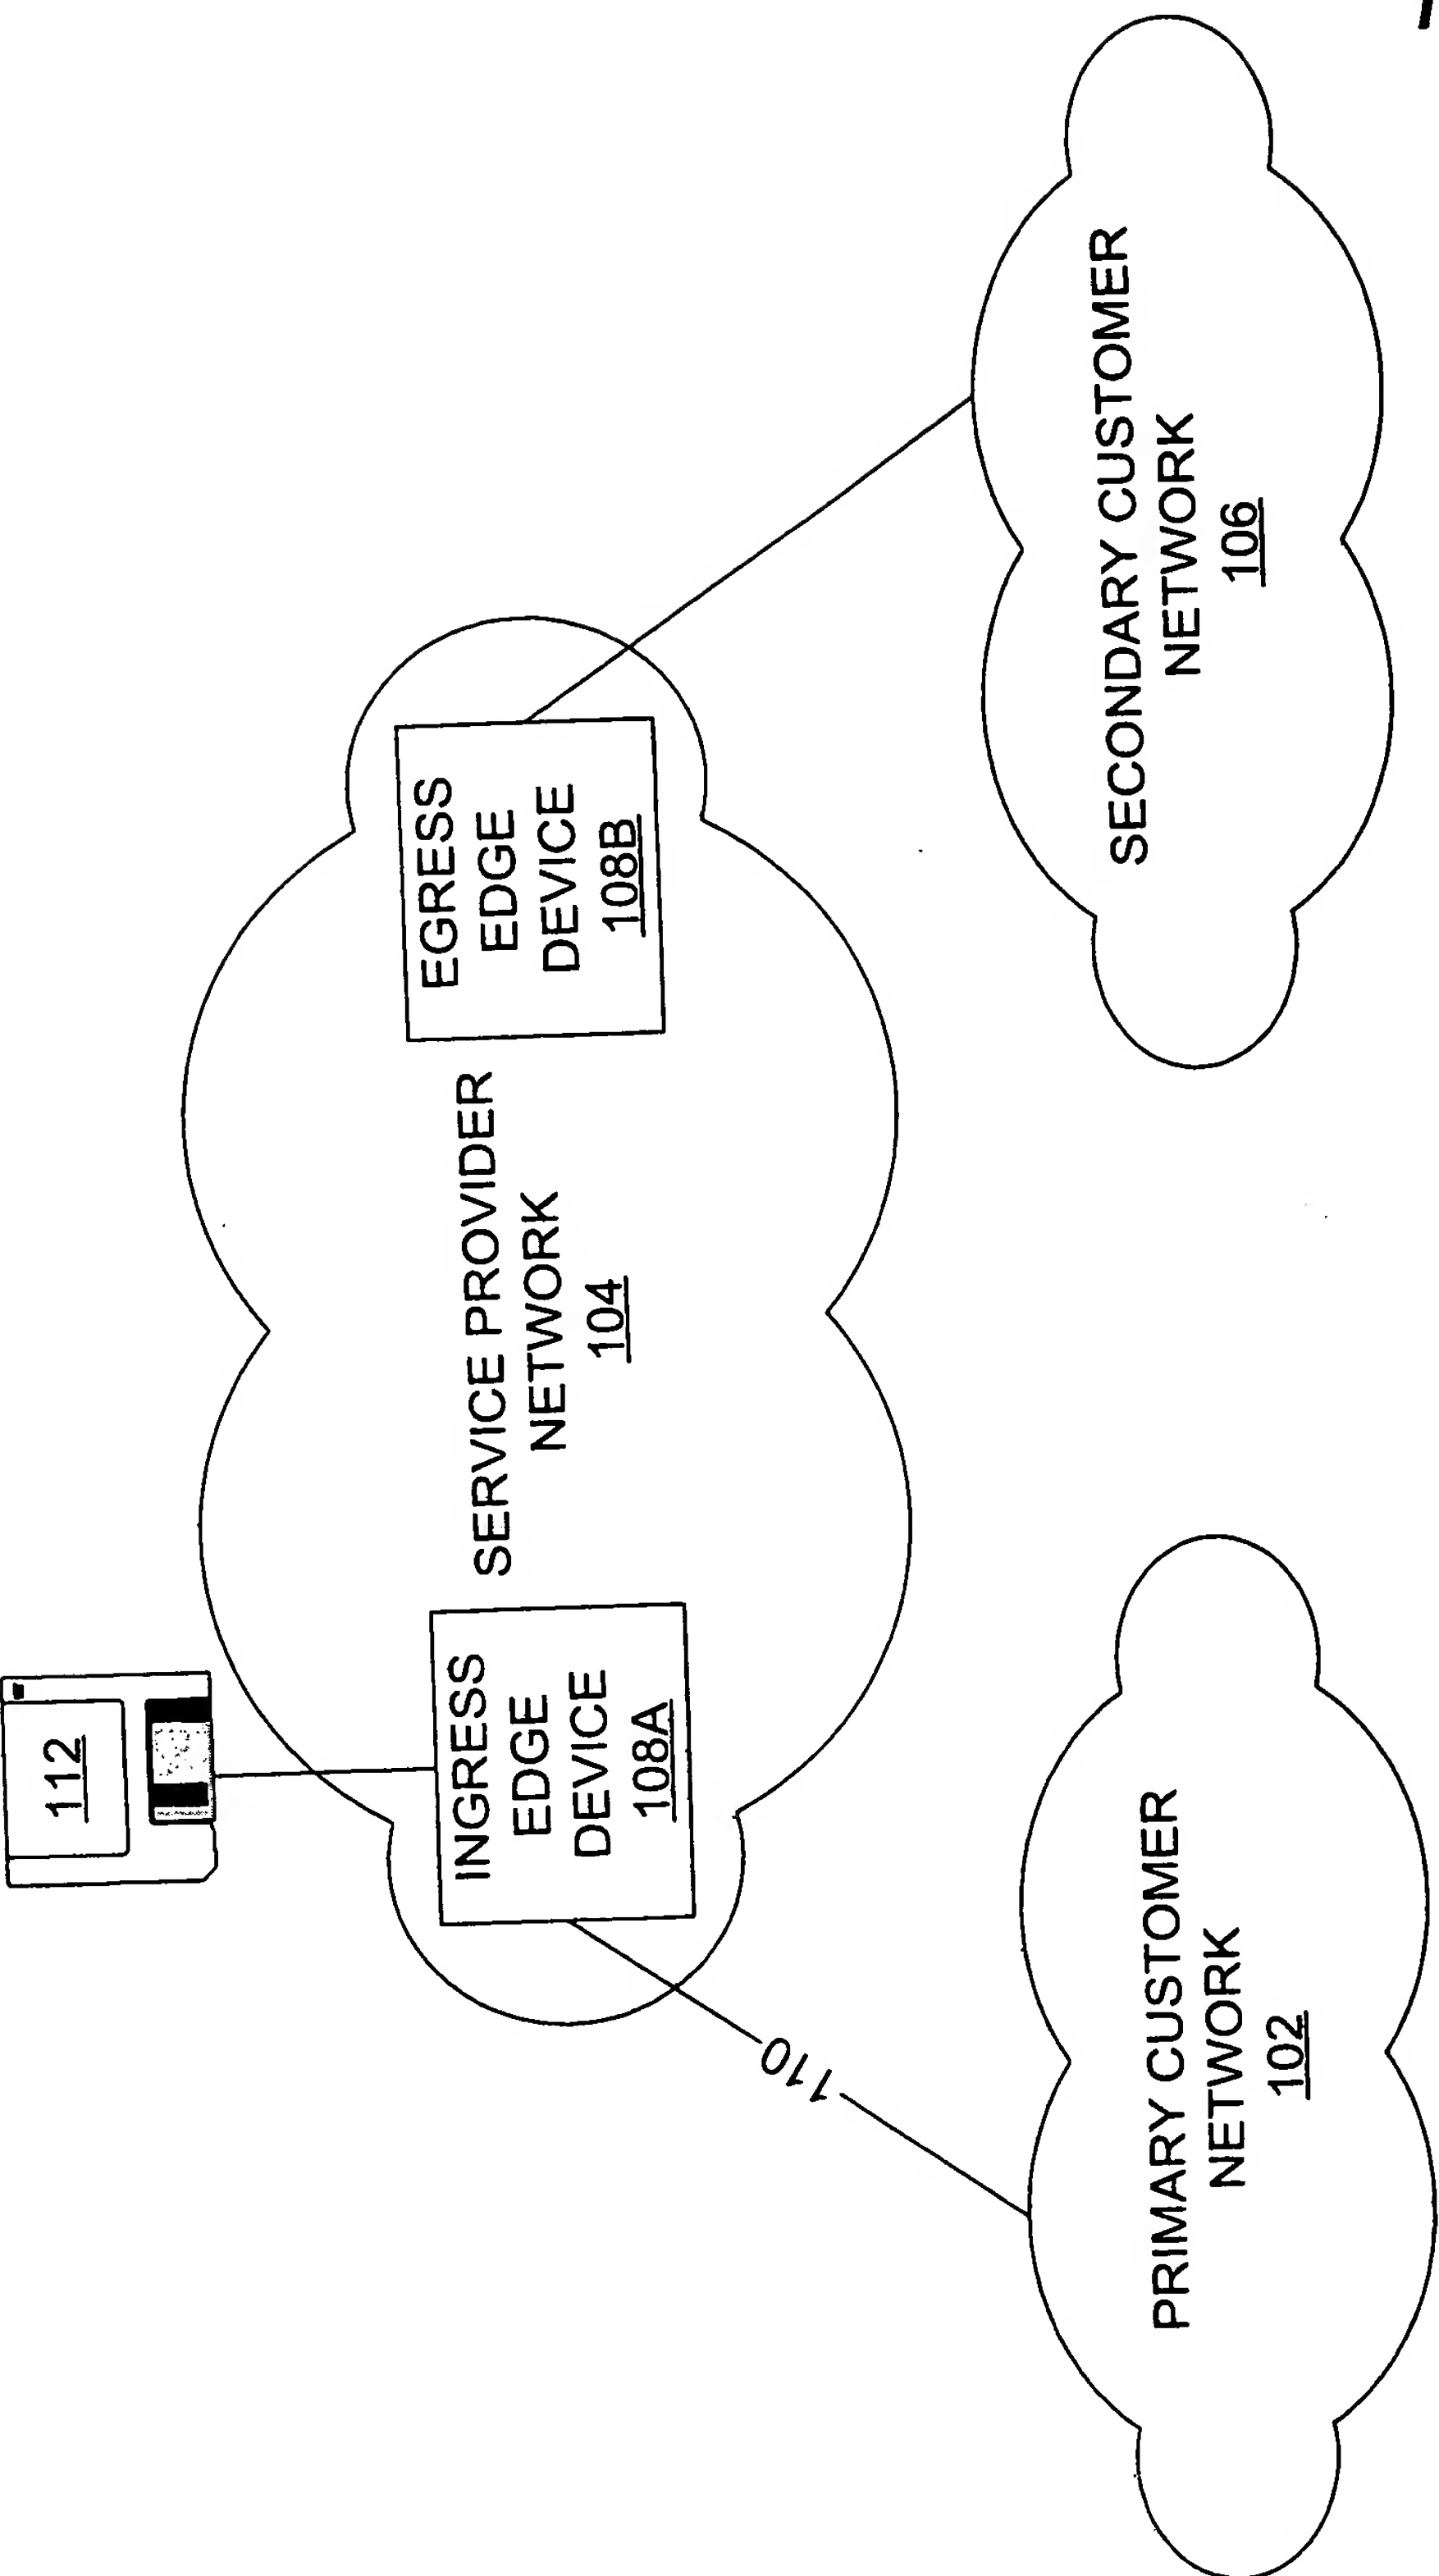 112
INGRESS
EDGE
DEVICE
108A
SERVICE PROVIDER
NETWORK
104
EGRESS
EDGE
DEVICE
108B
110
PRIMARY CUSTOMER
NETWORK
102
SECONDARY CUSTOMER
NETWORK
106